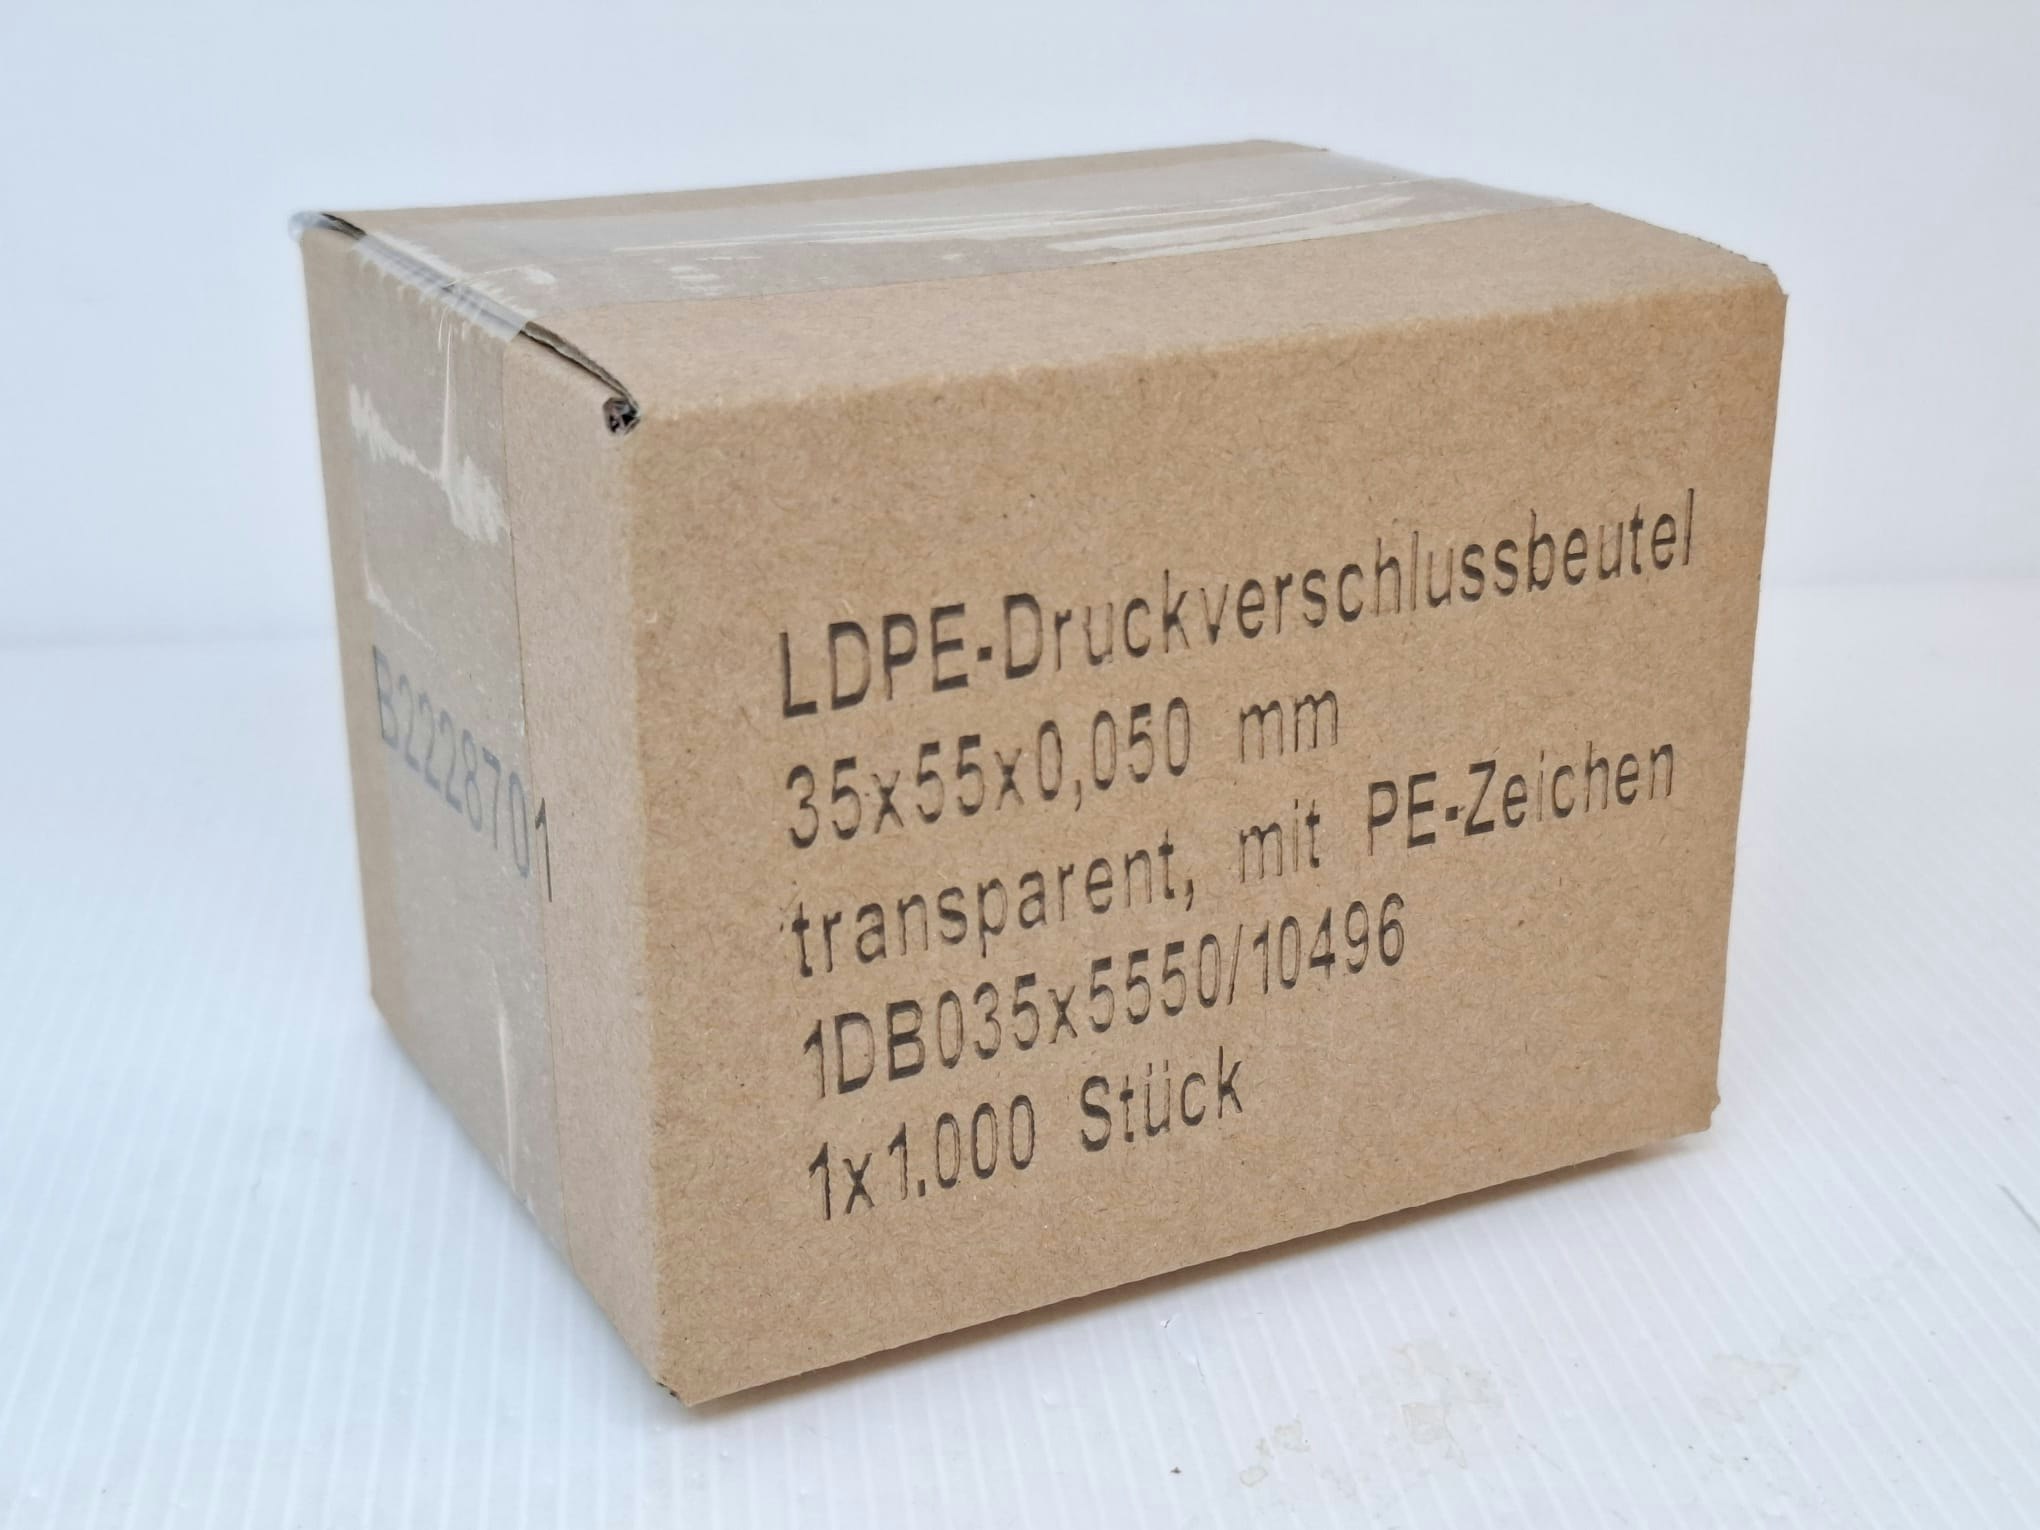 B2228701
LDPE-Druckverschlussbeutel
35x55x0,050 mm
transparent, mit PE-Zeichen
1DB035x5550/10496
1x1.000 Stück